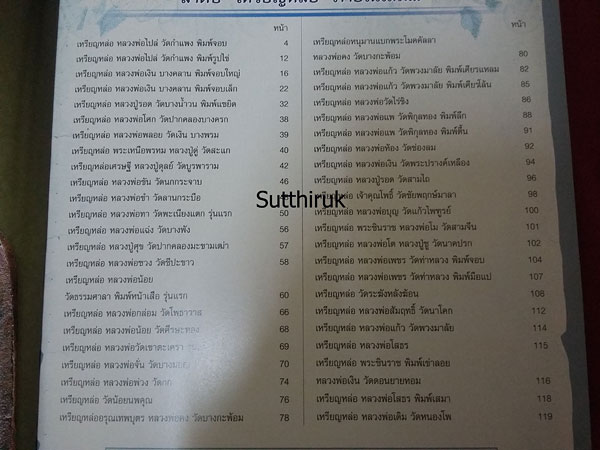 หน้า
เหรียญหล่อ หลวงพ่อโปล่ วัดกำแพง พิมพ์จอบ 4
เหรียญหล่อ หลวงพ่อโปล่ วัดกำแพง พิมพ์รูปไข่ 12
เหรียญหล่อ หลวงพ่อเงิน บางคลาน พิมพ์จอบใหญ่ 16
เหรียญหล่อ หลวงพ่อเงิน บางคลาน พิมพ์จอบเล็ก 22
เหรียญหล่อ หลวงปู่รอด วัดบางน้ำวน พิมพ์แซยิด 32
เหรียญหล่อ หลวงพ่อโศก วัดปากคลองบางครก 38
เหรียญหล่อ หลวงพ่อพลอย วัดเงิน บางพรม 39
เหรียญหล่อ พระเหนือพรหม หลวงปู่ดู่ วัดสะแก 40
เหรียญหล่อเศรษฐี หลวงปู่ดุลย์ วัดบูรพาราม 42
เหรียญหล่อ หลวงพ่อชัน วัดนกกระจาบ 46
เหรียญหล่อ หลวงพ่อชำ วัดลานกระบือ
เหรียญหล่อ หลวงพ่อทา วัดพะเนียงแตก รุ่นแรก 50
เหรียญหล่อ หลวงพ่อแฉ่ง วัดบางพัง 56
เหรียญหล่อ หลวงปู่ศุข วัดปากคลองมะขามเฒ่า 57
เหรียญหล่อ หลวงพ่อชวง วัดชีปะขาว 58
เหรียญหล่อ หลวงพ่อน้อย
วัดธรรมศาลา พิมพ์หน้าเสือ รุ่นแรก 60
เหรียญหล่อ หลวงพ่อกล่อม วัดโพธาวาส 66
เหรียญหล่อ หลวงพ่อน้อย วัดศีรษะทอง 68
เหรียญหล่อ หลวงพ่อวัดเขาตะเครา 69
เหรียญหล่อ หลวงพ่อจั่น วัดบางมอญ 70
เหรียญหล่อ หลวงพ่อพ่วง 74
เหรียญหล่อ วัดน้อยนพคุณ 76
เหรียญหล่ออรุณเทพบุตร หลวงพ่อคง วัดบางกะพ้อม 78
หน้า
เหรียญหล่อหนุมานแบกพระโมคคัลลา
หลวงพ่อคง วัดบางกะพ้อม 80
เหรียญหล่อ หลวงพ่อแก้ว วัดพวงมาลัย พิมพ์เศียรแหลม 82
เหรียญหล่อ หลวงพ่อแก้ว วัดพวงมาลัย พิมพ์เศียรโล้น 85
เหรียญหล่อ หลวงพ่อวัดไร่ขิง 86
เหรียญหล่อ หลวงพ่อแพ วัดพิกุลทอง พิมพ์ลึก 88
เหรียญหล่อ หลวงพ่อแพ วัดพิกุลทอง พิมพ์ตื้น 91
เหรียญหล่อ หลวงพ่อห้อง วัดช่องลม 92
เหรียญหล่อ หลวงพ่อเงิน วัดพระปรางค์เหลือง 94
เหรียญหล่อ หลวงปู่รอด วัดสามไถ 96
เหรียญหล่อ เจ้าคุณโพธิ์ วัดชัยพฤกษ์มาลา 98
เหรียญหล่อ หลวงพ่อบุญ วัดแก้วไพฑูรย์ 100
เหรียญหล่อ พระชินราช หลวงพ่อโม วัดสามจีน 101
เหรียญหล่อ หลวงพ่อโต หลวงปู่ชู วัดนาคปรก 102
เหรียญหล่อ หลวงพ่อเพชร วัดท่าหลวง พิมพ์จอบ 104
เหรียญหล่อ หลวงพ่อเพชร วัดท่าหลวง พิมพ์มือแป 107
เหรียญหล่อ วัดระฆังหลังฆ้อน 108
เหรียญหล่อ หลวงพ่อสัมฤทธิ์ วัดนาโคก 112
เหรียญหล่อ หลวงพ่อแก้ว วัดพวงมาลัย 114
เหรียญหล่อ หลวงพ่อโสธร 115
เหรียญหล่อ พระชินราช พิมพ์เข่าลอย
หลวงพ่อเงิน วัดดอนยายหอม 116
เหรียญหล่อ หลวงพ่อโสธร พิมพ์เสมา 118
เหรียญหล่อ หลวงพ่อเดิม วัดหนองโพ 119
Sutthiruk